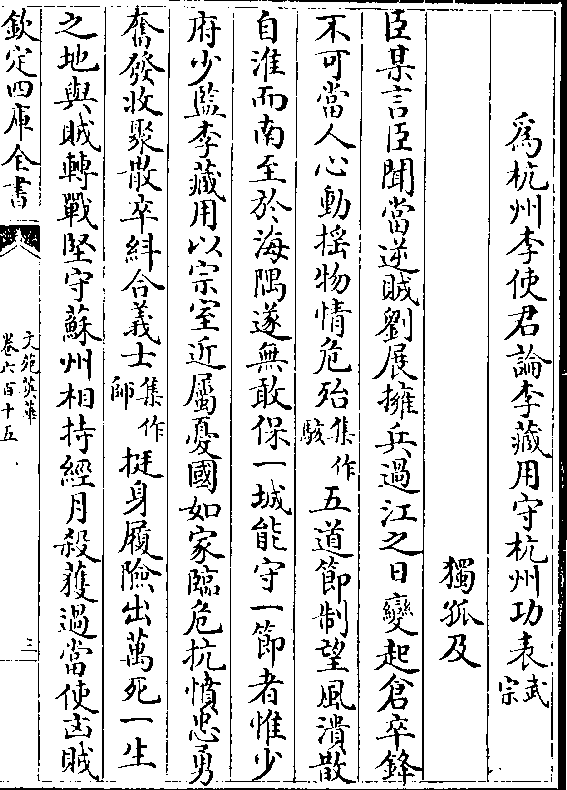 為杭州李使君論李藏用守杭州功表武宗
獨孤及
臣某言臣聞當逆賊劉展擁兵過江之日變起倉卒鋒
不可當人心動搖物情危殆集作駭五道節制望風潰散
自淮而南至於海隅遂無敢保一城能守一節者惟少
府少監李藏用以宗室近屬憂國如家臨危抗憤忠勇
奮發收聚散卒糾合義士集作師挺身履險出萬死一生
之地與賊轉戰堅守蘇州相持經月殺獲過當使凶賊
欽定四庫全書
文苑英華
卷六百十五
三